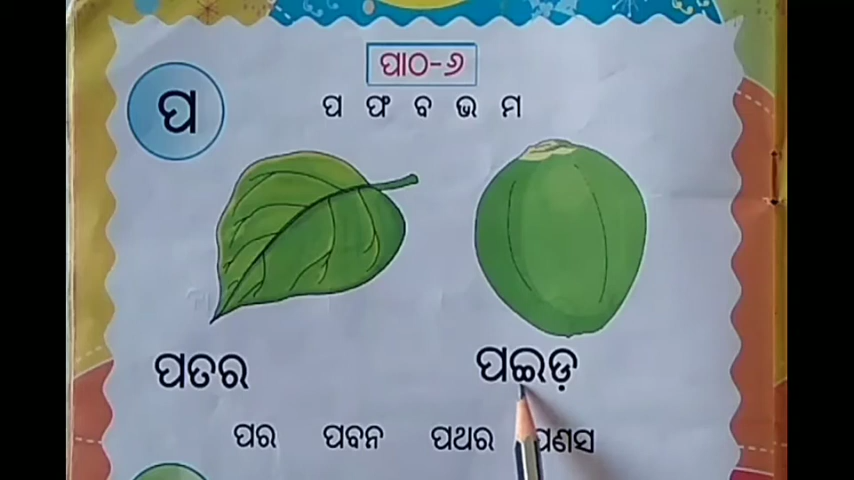 ପାଠ-୬
ପ
ପ ଫ ବ ଭ ମ
ପତର ପଇଡ଼
ପର ପବନ ପଥର ପଣସ